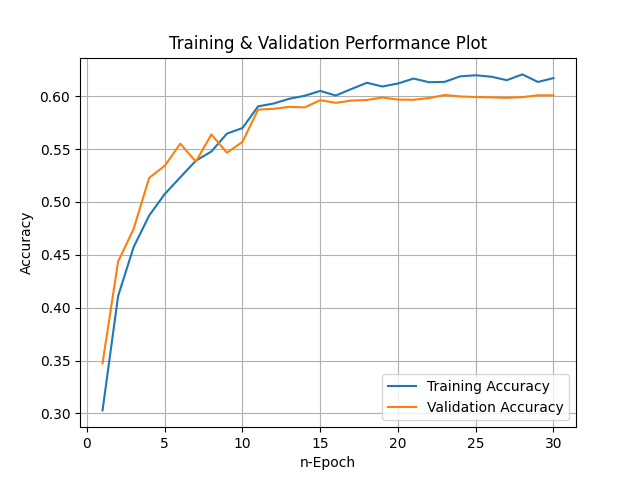 Training & Validation Performance Plot
0.60
0.55
0.50
0.45
0.40
0.35
0.30
Accuracy
Training Accuracy
Validation Accuracy
0 5 10 15 20 25 30
n-Epoch